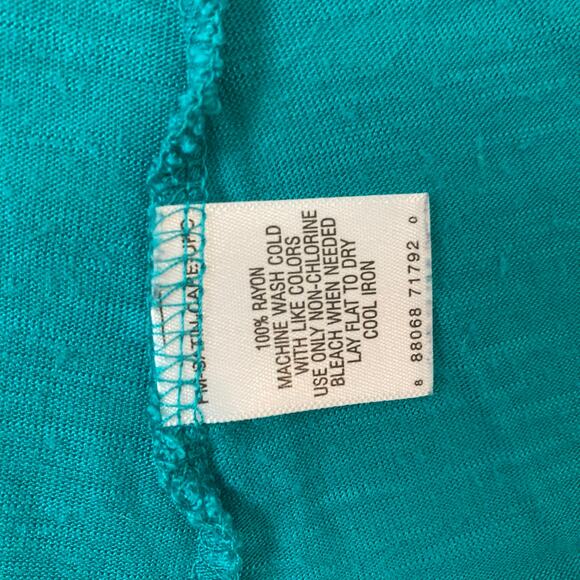 100% RAYON
MACHINE WASH COLD
WITH LIKE COLORS
USE ONLY NON-CHLORINE
BLEACH WHEN NEEDED
LAY FLAT TO DRY
COOL IRON
8 88068 71792 0